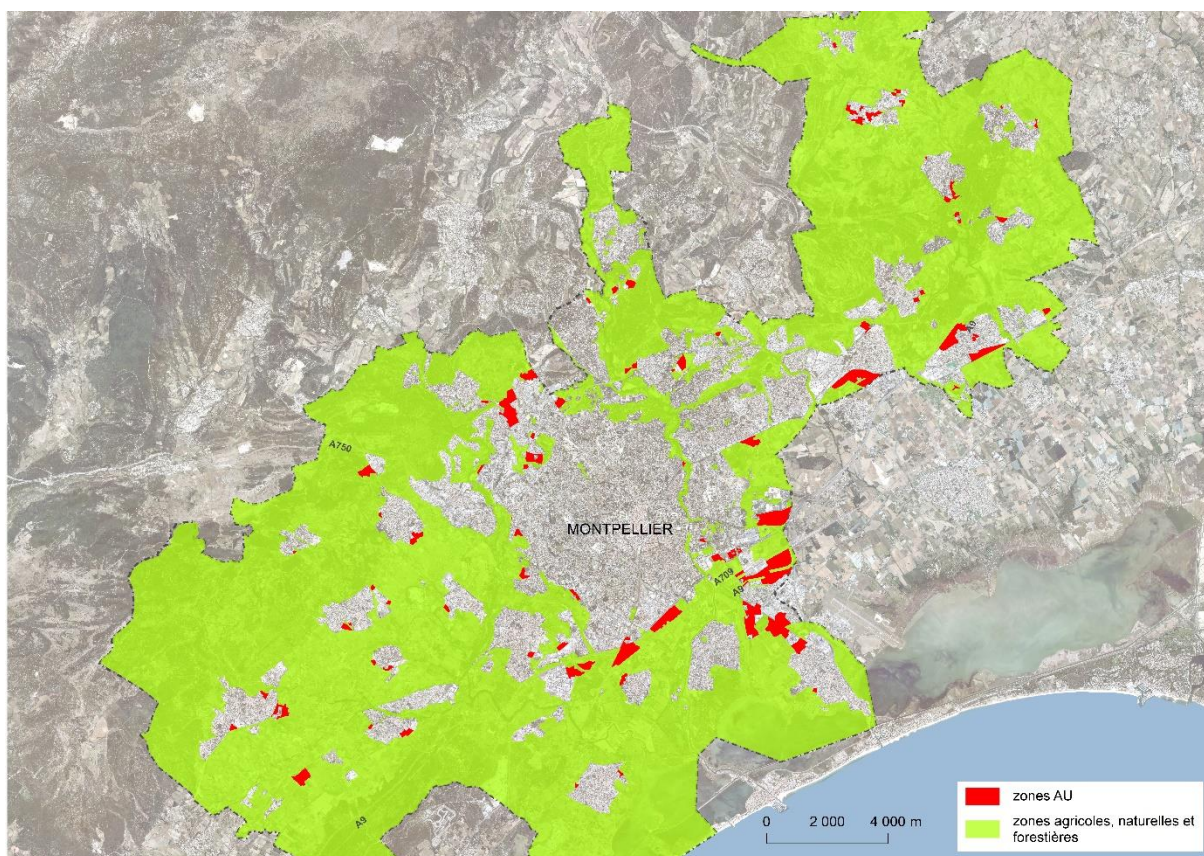 A750
MONTPELLIER
A709
A9
A9
zones AU
zones agricoles, naturelles et
forestières
0 2 000 4 000 m